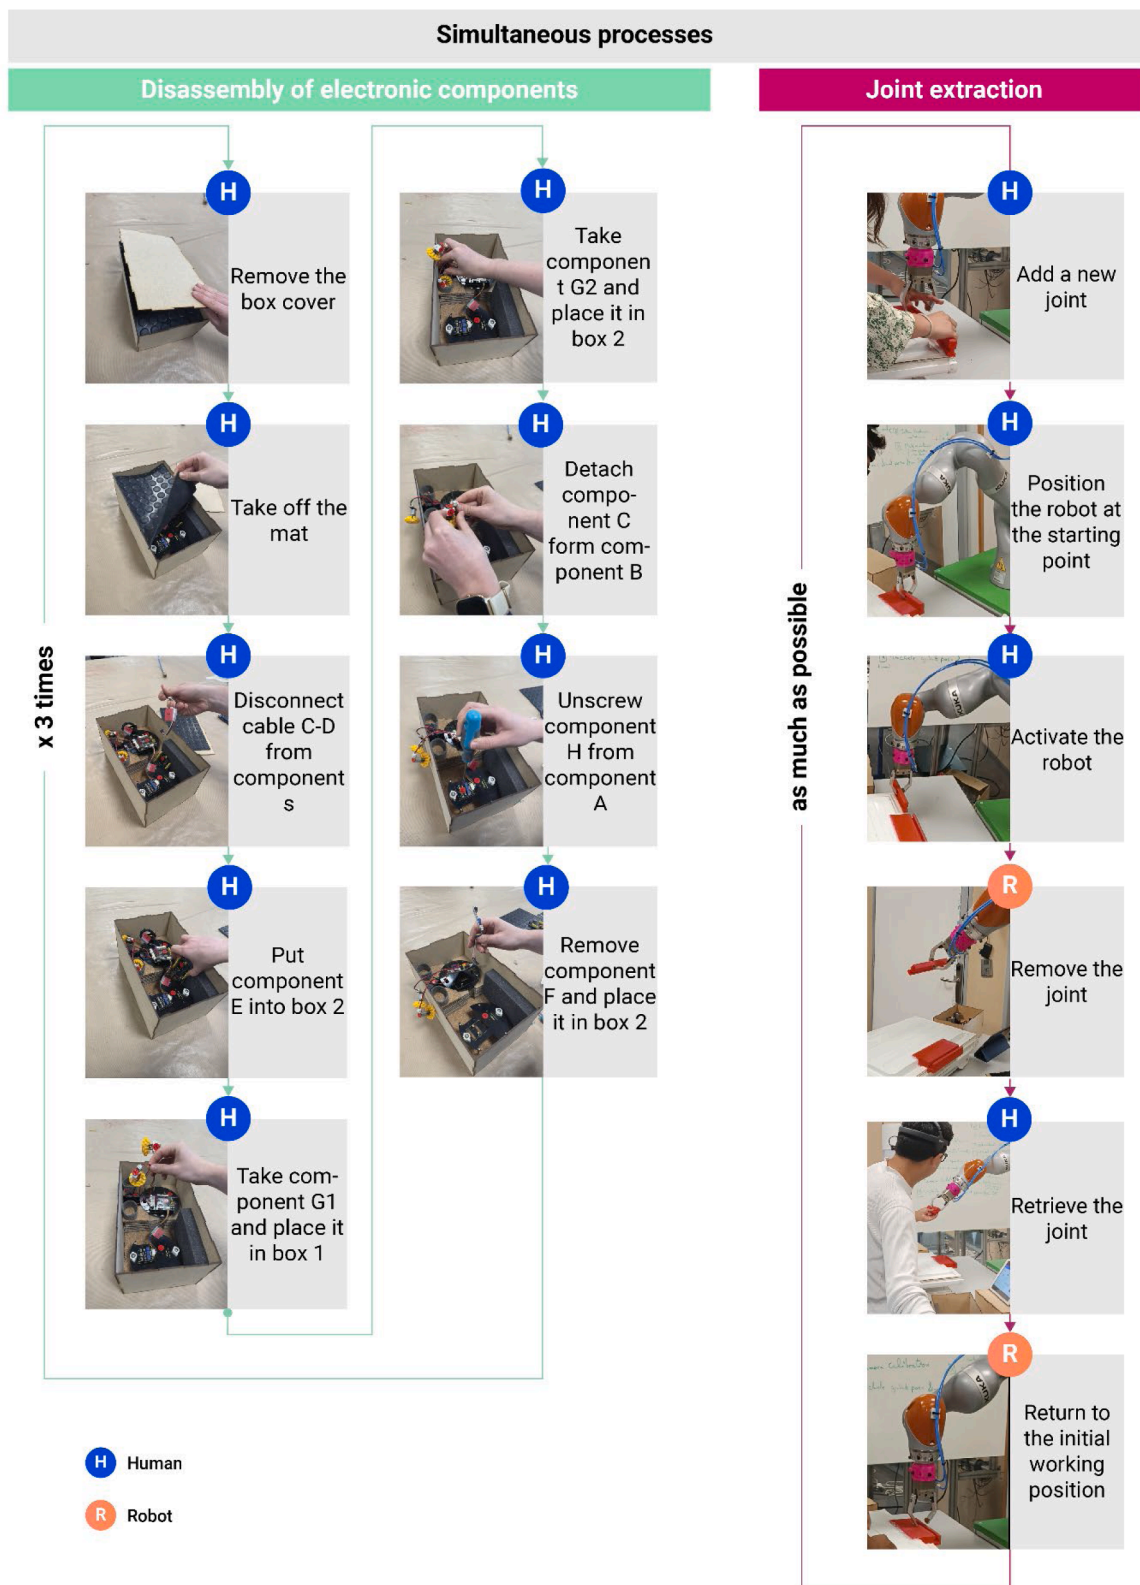 Simultaneous processes
Disassembly of electronic components
x 3 times
H
Remove the
box cover
H
Take off the
mat
H
Disconnect
cable C-D
from
component
s
H
Put
component
E into box 2
H
Take com-
ponent G1
and place it
in box 1
H
Take
componen
t G2 and
place it in
box 2
H
Detach
compo-
nent C
form com-
ponent B
H
Unscrew
component
H from
component
A
H
Remove
component
F and place
it in box 2
Joint extraction
as much as possible
H
Add a new
joint
H
Position
the robot at
the starting
point
KUKA
H
Activate the
robot
KUKA
R
Remove the
joint
H
Retrieve the
joint
R
Return to
the initial
working
position
KUKA
H Human
R Robot